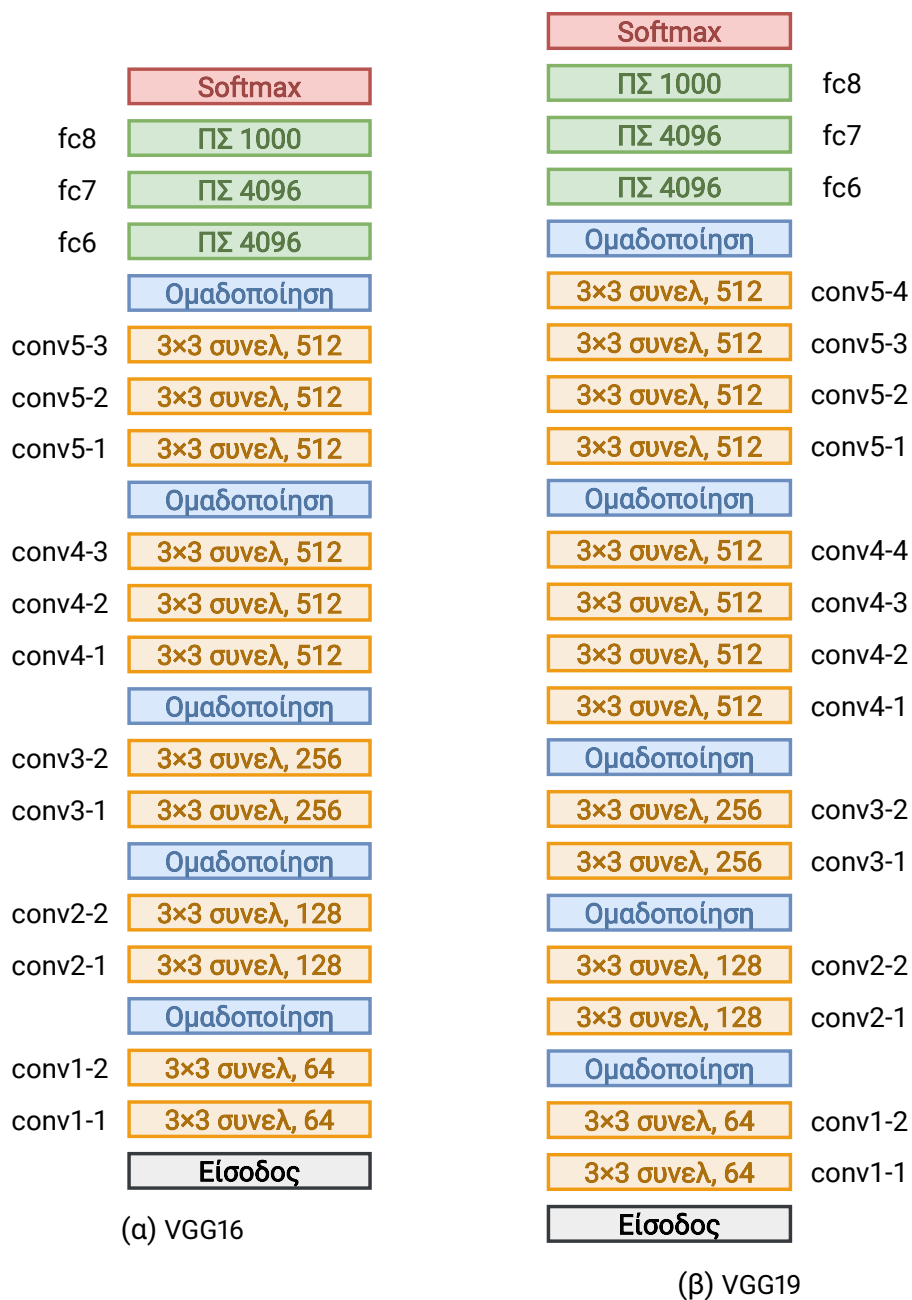 Softmax
fc8 ΠΣ 1000
fc7 ΠΣ 4096
fc6 ΠΣ 4096
Ομαδοποίηση
conv5-3 3×3 συνελ, 512
conv5-2 3×3 συνελ, 512
conv5-1 3×3 συνελ, 512
Ομαδοποίηση
conv4-3 3×3 συνελ, 512
conv4-2 3×3 συνελ, 512
conv4-1 3×3 συνελ, 512
Ομαδοποίηση
conv3-2 3×3 συνελ, 256
conv3-1 3×3 συνελ, 256
Ομαδοποίηση
conv2-2 3×3 συνελ, 128
conv2-1 3×3 συνελ, 128
Ομαδοποίηση
conv1-2 3×3 συνελ, 64
conv1-1 3×3 συνελ, 64
Είσοδος
(α) VGG16
Softmax
ΠΣ 1000 fc8
ΠΣ 4096 fc7
ΠΣ 4096 fc6
Ομαδοποίηση
3×3 συνελ, 512 conv5-4
3×3 συνελ, 512 conv5-3
3×3 συνελ, 512 conv5-2
3×3 συνελ, 512 conv5-1
Ομαδοποίηση
3×3 συνελ, 512 conv4-4
3×3 συνελ, 512 conv4-3
3×3 συνελ, 512 conv4-2
3×3 συνελ, 512 conv4-1
Ομαδοποίηση
3×3 συνελ, 256 conv3-2
3×3 συνελ, 256 conv3-1
Ομαδοποίηση
3×3 συνελ, 128 conv2-2
3×3 συνελ, 128 conv2-1
Ομαδοποίηση
3×3 συνελ, 64 conv1-2
3×3 συνελ, 64 conv1-1
Είσοδος
(β) VGG19